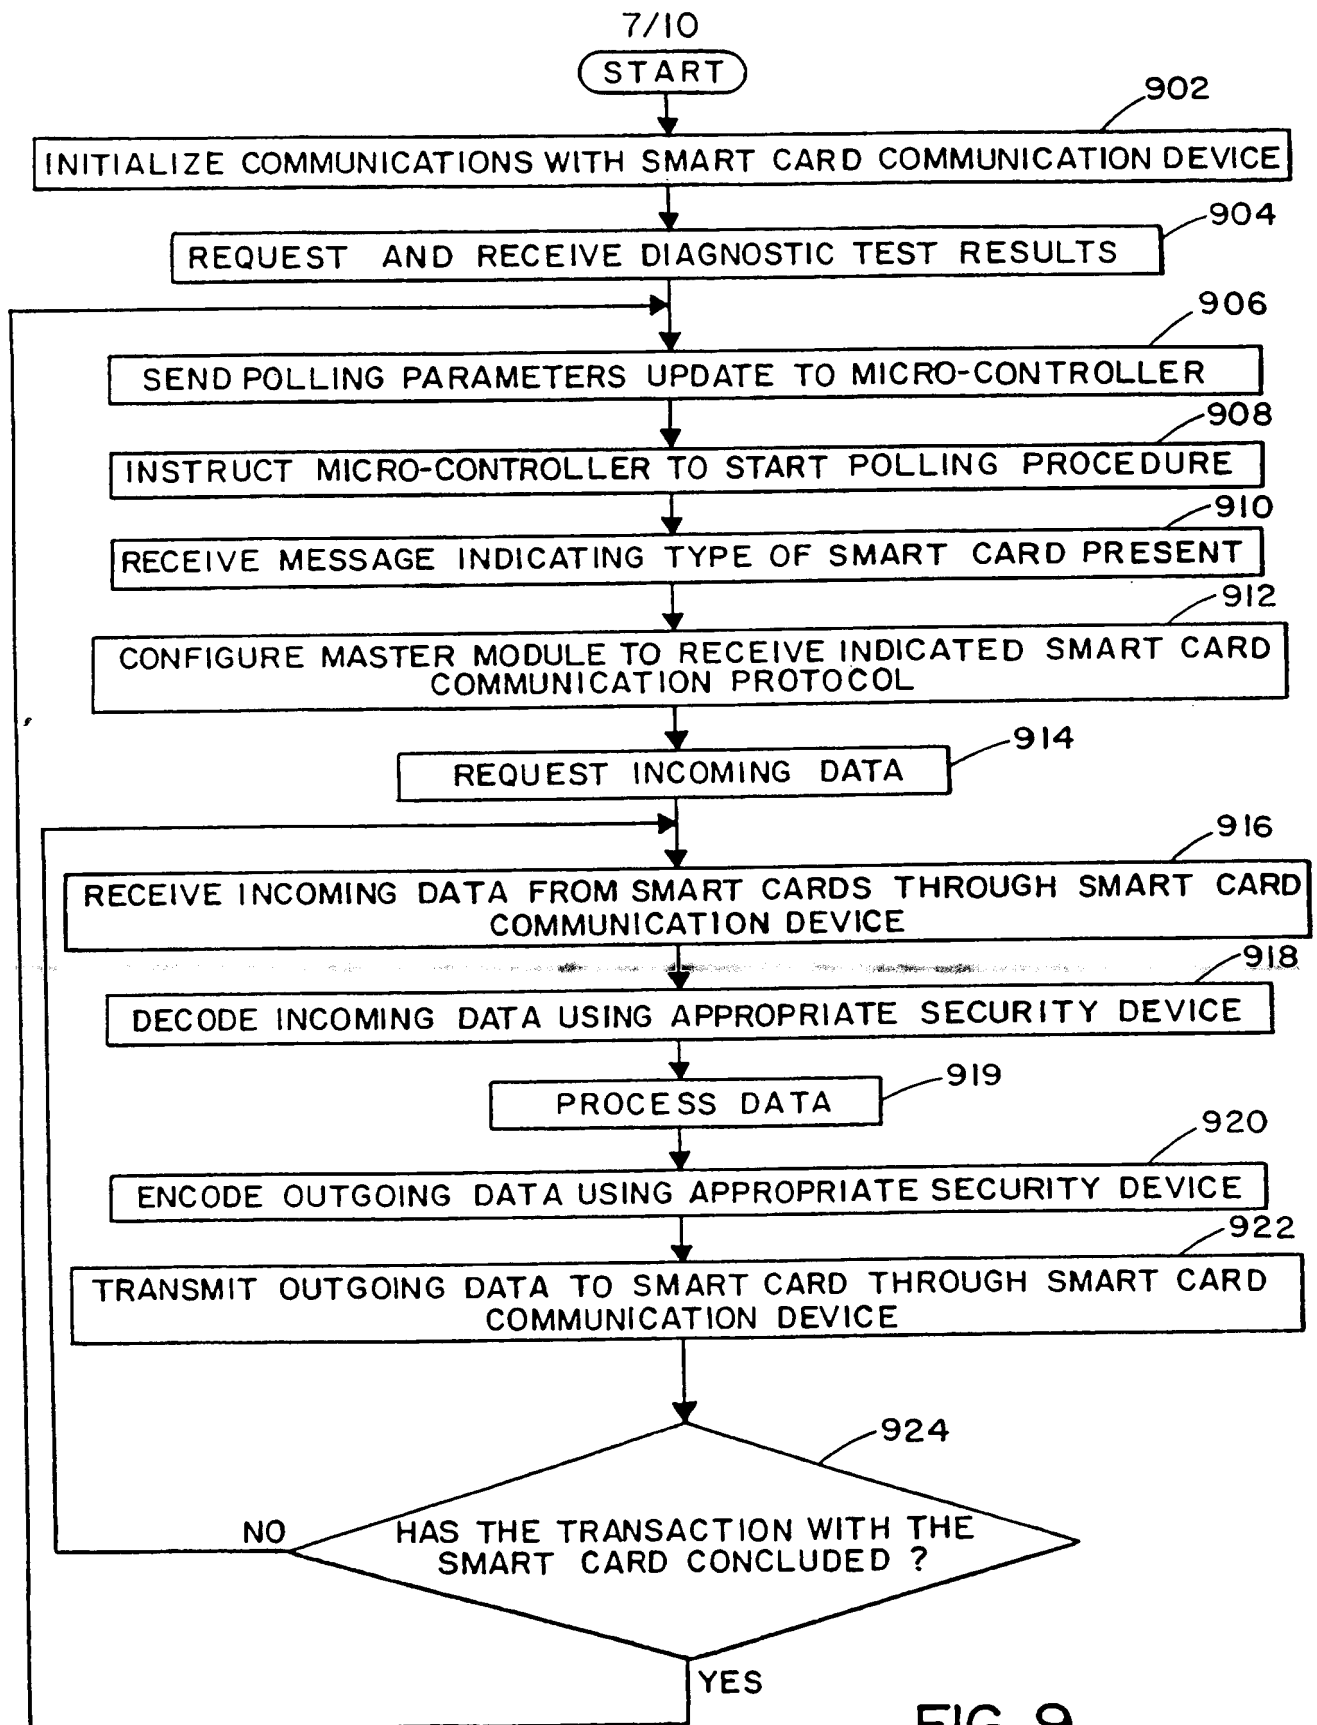 7/10
START
902
INITIALIZE COMMUNICATIONS WITH SMART CARD COMMUNICATION DEVICE
904
REQUEST AND RECEIVE DIAGNOSTIC TEST RESULTS
906
SEND POLLING PARAMETERS UPDATE TO MICRO-CONTROLLER
908
INSTRUCT MICRO-CONTROLLER TO START POLLING PROCEDURE
910
RECEIVE MESSAGE INDICATING TYPE OF SMART CARD PRESENT
912
CONFIGURE MASTER MODULE TO RECEIVE INDICATED SMART CARD
COMMUNICATION PROTOCOL
914
REQUEST INCOMING DATA
916
RECEIVE INCOMING DATA FROM SMART CARDS THROUGH SMART CARD
COMMUNICATION DEVICE
918
DECODE INCOMING DATA USING APPROPRIATE SECURITY DEVICE
919
PROCESS DATA
920
ENCODE OUTGOING DATA USING APPROPRIATE SECURITY DEVICE
922
TRANSMIT OUTGOING DATA TO SMART CARD THROUGH SMART CARD
COMMUNICATION DEVICE
924
NO
HAS THE TRANSACTION WITH THE
SMART CARD CONCLUDED ?
YES
FIG. 9